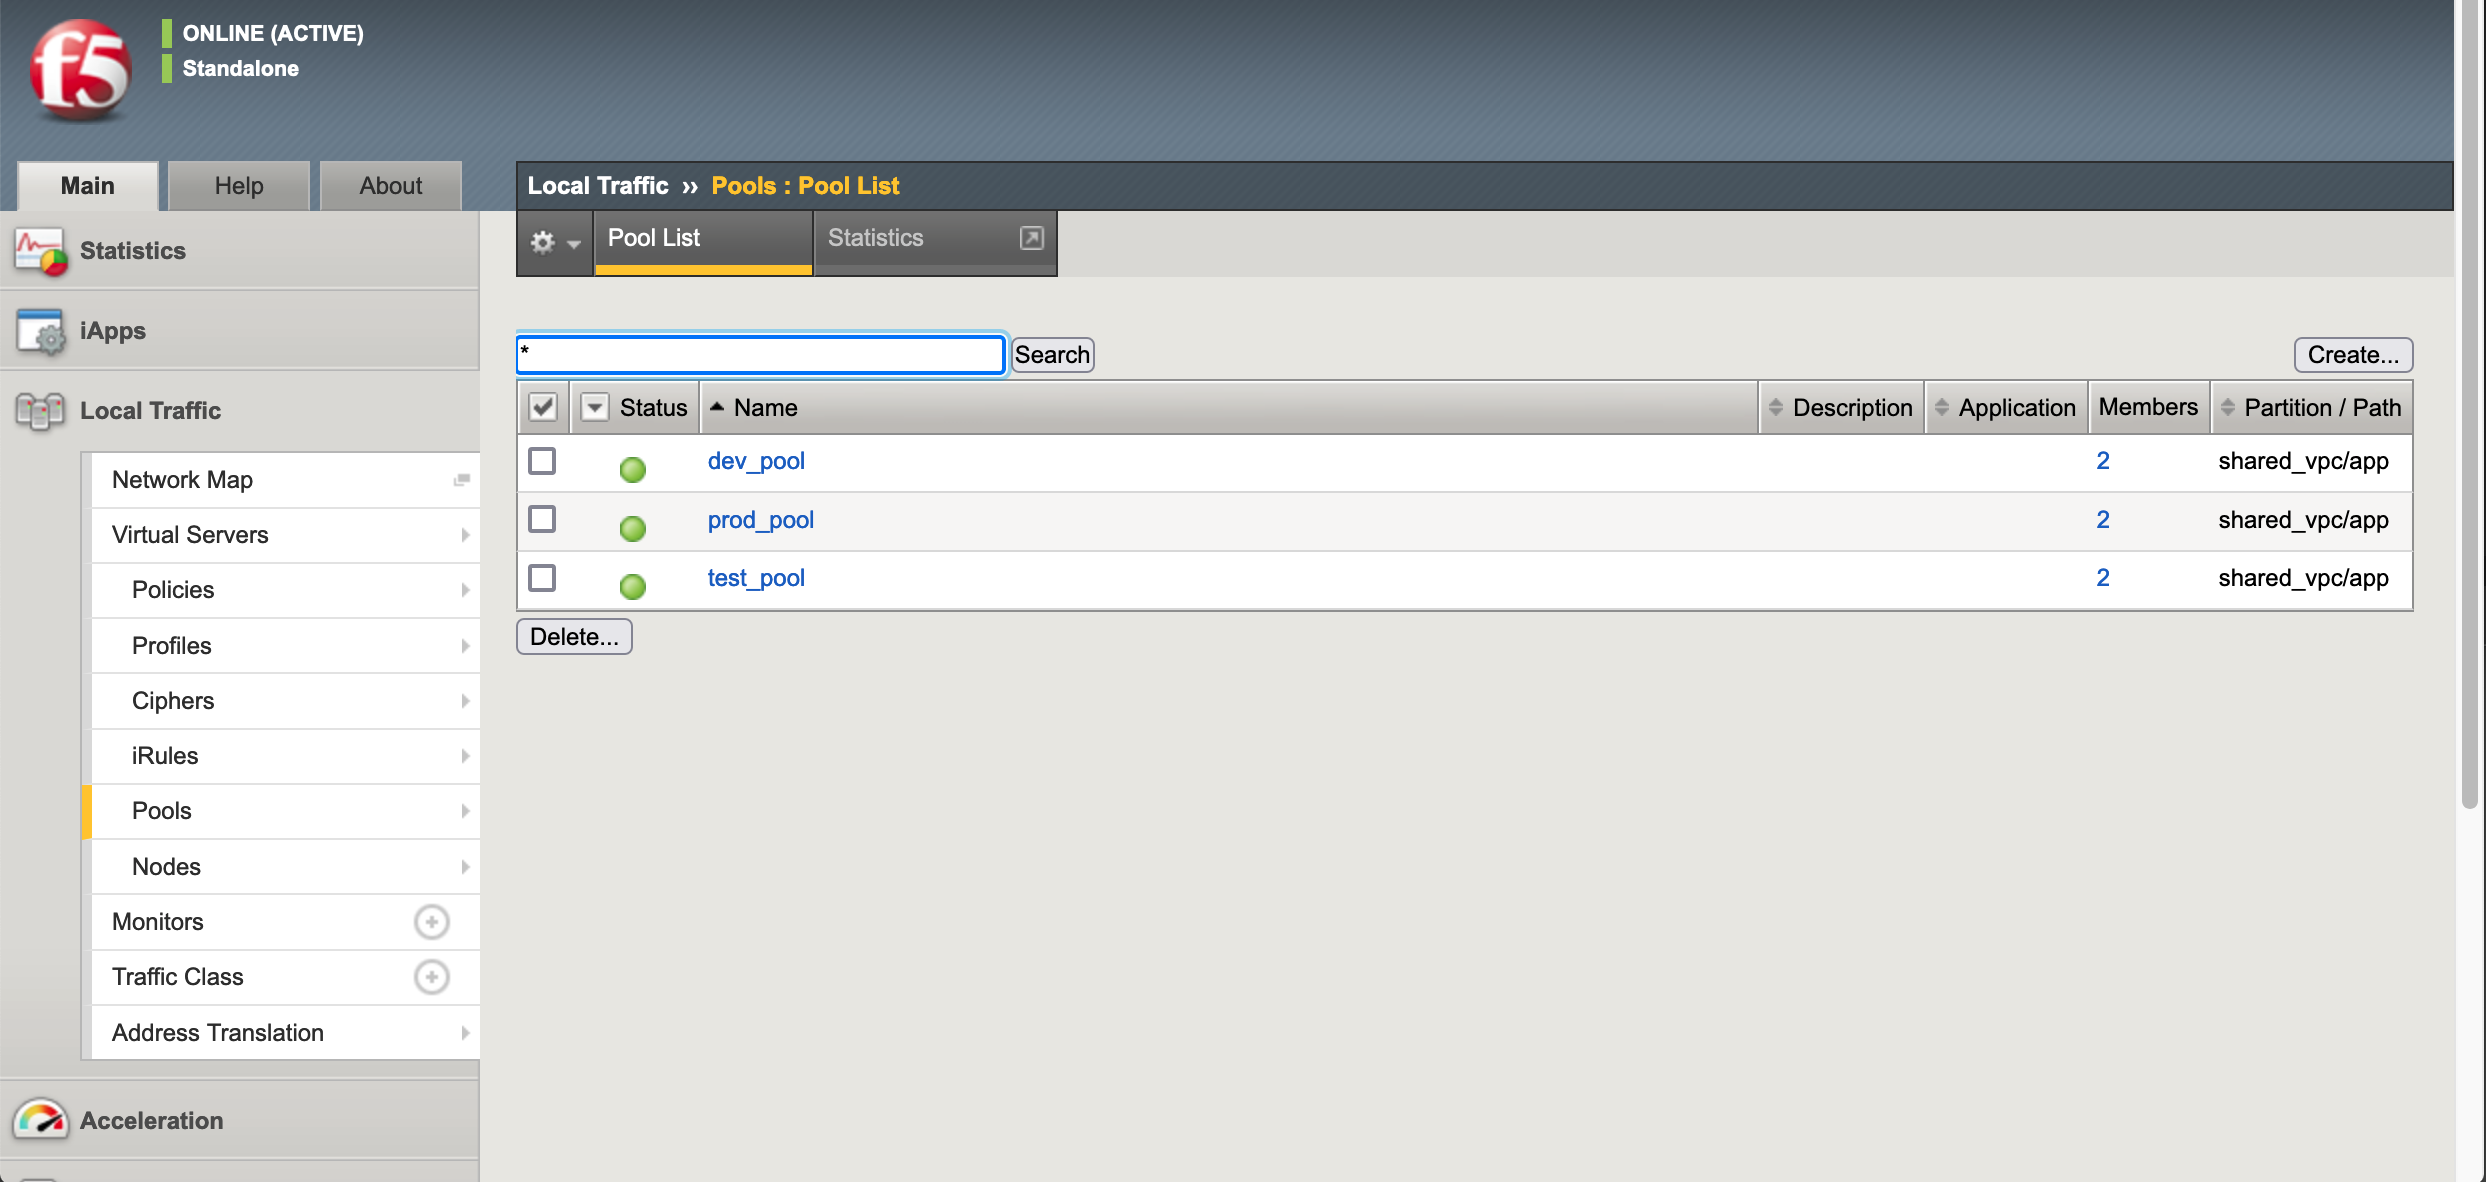 f5
ONLINE (ACTIVE)
Standalone
Main
Help
About
Local Traffic ›› Pools : Pool List
Statistics
iApps
Local Traffic
Network Map
Virtual Servers
Policies
Profiles
Ciphers
iRules
Pools
Nodes
Monitors
Traffic Class
Address Translation
Acceleration
Pool List
Statistics
*
Search
Create...
Status Name Description Application Members Partition / Path
dev_pool 2 shared_vpc/app
prod_pool 2 shared_vpc/app
test_pool 2 shared_vpc/app
Delete...